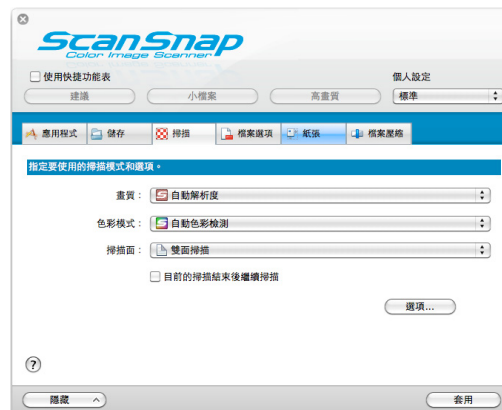 ScanSnap
Color Image Scanner
使用快捷功能表
個人設定
建議
小檔案
高畫質
標準
應用程式
儲存
掃描
檔案選項
紙張
檔案壓縮
指定要使用的掃描模式和選項。
畫質：
自動解析度
色彩模式：
自動色彩檢測
掃描面：
雙面掃描
目前的掃描結束後繼續掃描
選項...
?
隱藏
套用